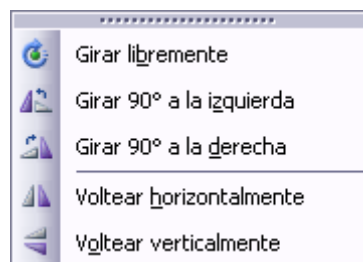 Girar libremente
Girar 90° a la izquierda
Girar 90° a la derecha
Voltear horizontalmente
Voltear verticalmente